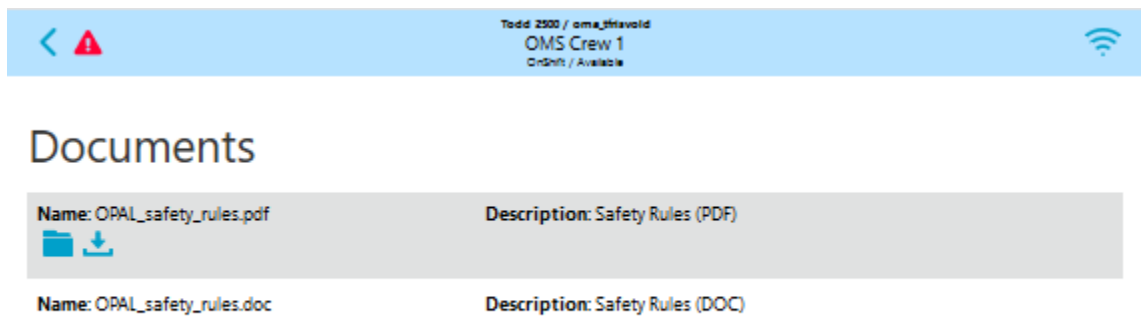 Todd 2500 / oma_tfrisvold
OMS Crew 1
OnShift / Available
Documents
Name: OPAL_safety_rules.pdf
Description: Safety Rules (PDF)
Name: OPAL_safety_rules.doc
Description: Safety Rules (DOC)